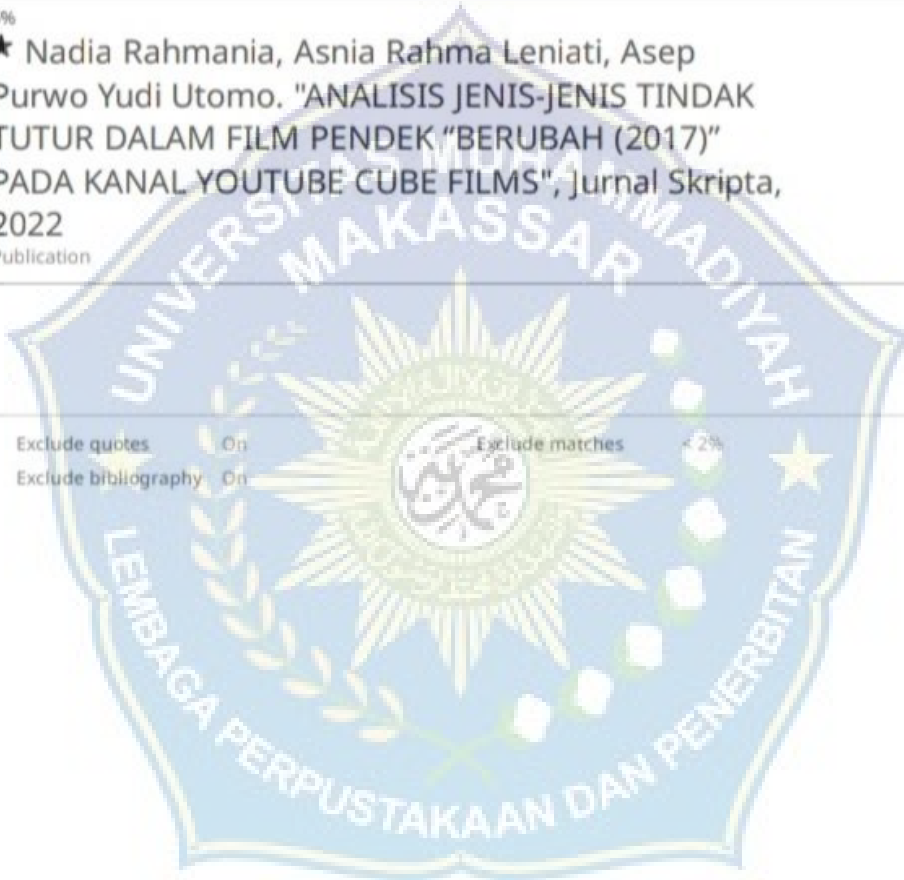 %
★ Nadia Rahmania, Asnia Rahma Leniati, Asep
Purwo Yudi Utomo. "ANALISIS JENIS-JENIS TINDAK
TUTUR DALAM FILM PENDEK “BERUBAH (2017)”
PADA KANAL YOUTUBE CUBE FILMS", Jurnal Skripta,
2022
Publication
UNIVERSITAS MUHAMMADIYAH
MAKASSAR
Exclude quotes On Exclude matches < 2%
Exclude bibliography On
LEMBAGA PERPUSTAKAAN DAN PENERBITAN